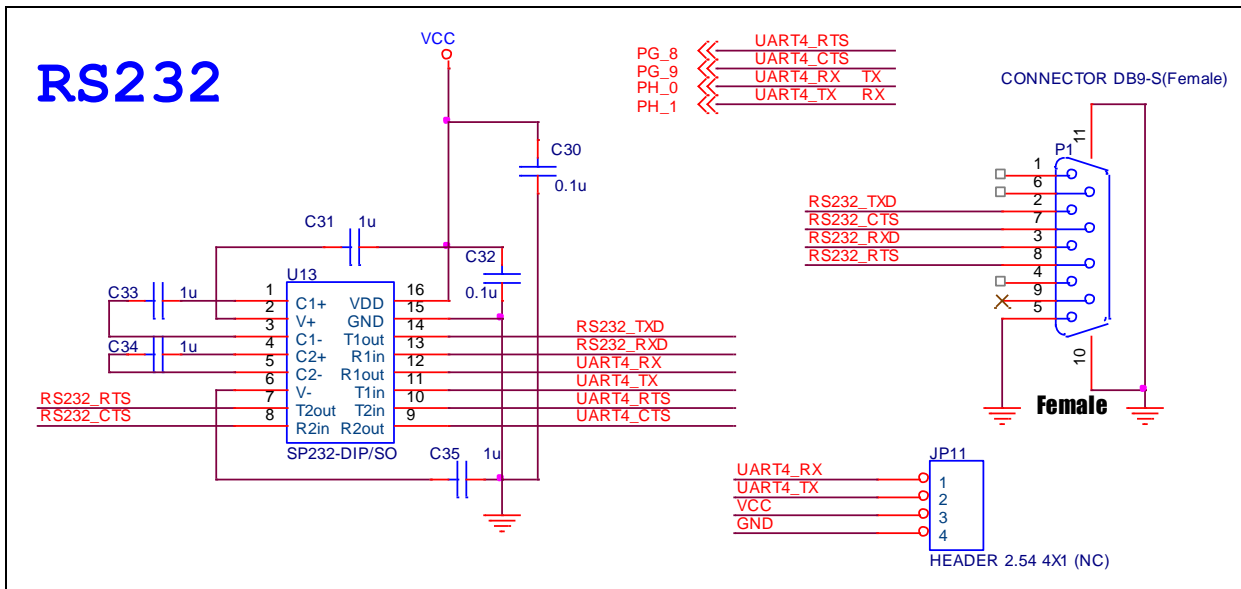 RS232
VCC
C30
0.1u
C31
1u
C32
0.1u
C33
1u
C34
1u
U13
1 C1+ VDD 16
2 V+ GND 15
3 C1- T1out 14 RS232_TXD
4 C2+ R1in 13 RS232_RXD
5 C2- R1out 12 UART4_RX
6 V- T1in 11 UART4_TX
RS232_RTS 7 T2out T2in 10 UART4_RTS
RS232_CTS 8 R2in R2out 9 UART4_CTS
SP232-DIP/SO
C35
1u
PG_8 UART4_RTS
PG_9 UART4_CTS
PH_0 UART4_RX TX
PH_1 UART4_TX RX
CONNECTOR DB9-S(Female)
P1
11
1
6
RS232_TXD 2
RS232_CTS 7
RS232_RXD 3
RS232_RTS 8
4
9
5
10
Female
JP11
UART4_RX 1
UART4_TX 2
VCC 3
GND 4
HEADER 2.54 4X1 (NC)